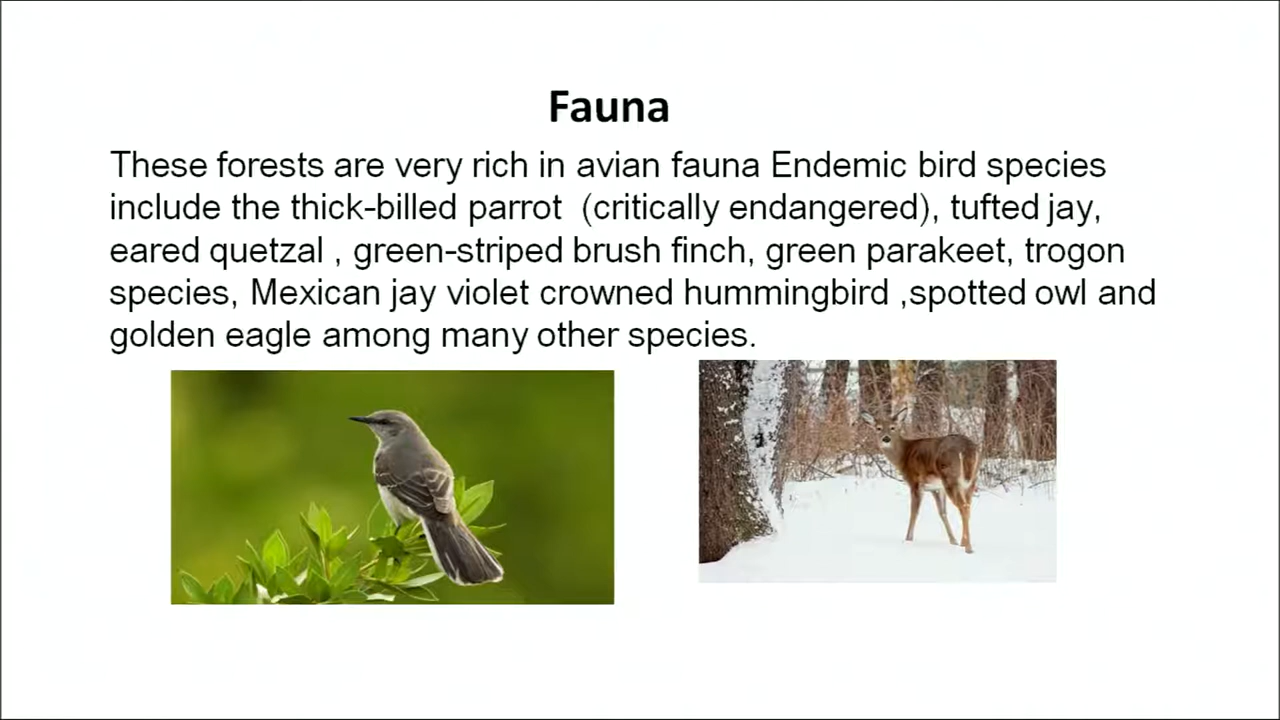 Fauna
These forests are very rich in avian fauna Endemic bird species
include the thick-billed parrot  (critically endangered), tufted jay,
eared quetzal , green-striped brush finch, green parakeet, trogon
species, Mexican jay violet crowned hummingbird ,spotted owl and
golden eagle among many other species.